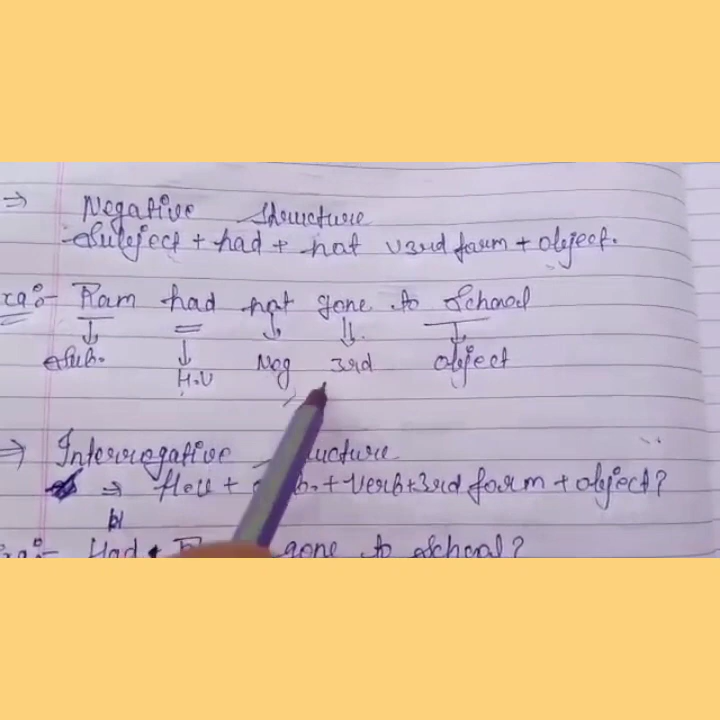 ⇒ Negative Structure
Subject + had + not v3rd form + object.
Exa:- Ram had not gone to School
Sub. H.V Neg 3rd object
⇒ Interrogative
⇒ H.V + + verb+3rd form + object?
Had gone to School?